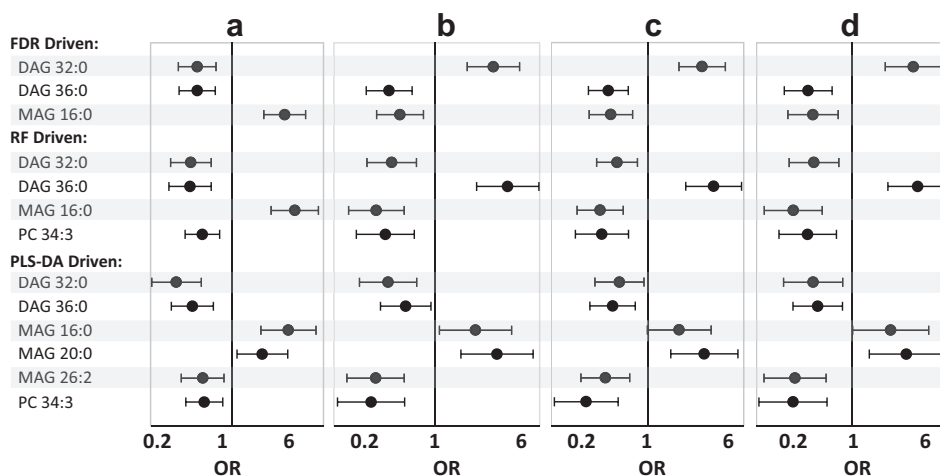 a b c d
FDR Driven:
DAG 32:0
DAG 36:0
MAG 16:0
RF Driven:
DAG 32:0
DAG 36:0
MAG 16:0
PC 34:3
PLS-DA Driven:
DAG 32:0
DAG 36:0
MAG 16:0
MAG 20:0
MAG 26:2
PC 34:3
0.2 1 6 0.2 1 6 0.2 1 6 0.2 1 6
OR OR OR OR